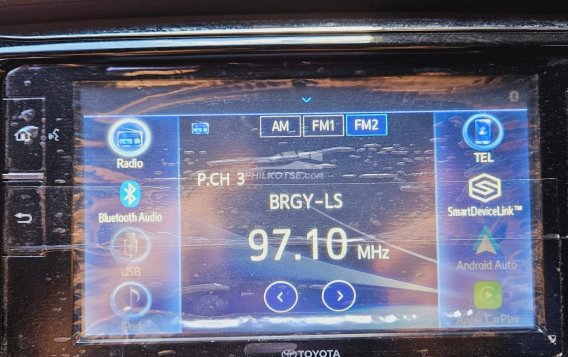 AM FM1 FM2
Radio
TEL
P.CH 3
PHILKOTSE.com
BRGY-LS
Bluetooth Audio
SmartDeviceLink™
97.10 MHz
USB
Android Auto
iPod
Apple CarPlay
TOYOTA